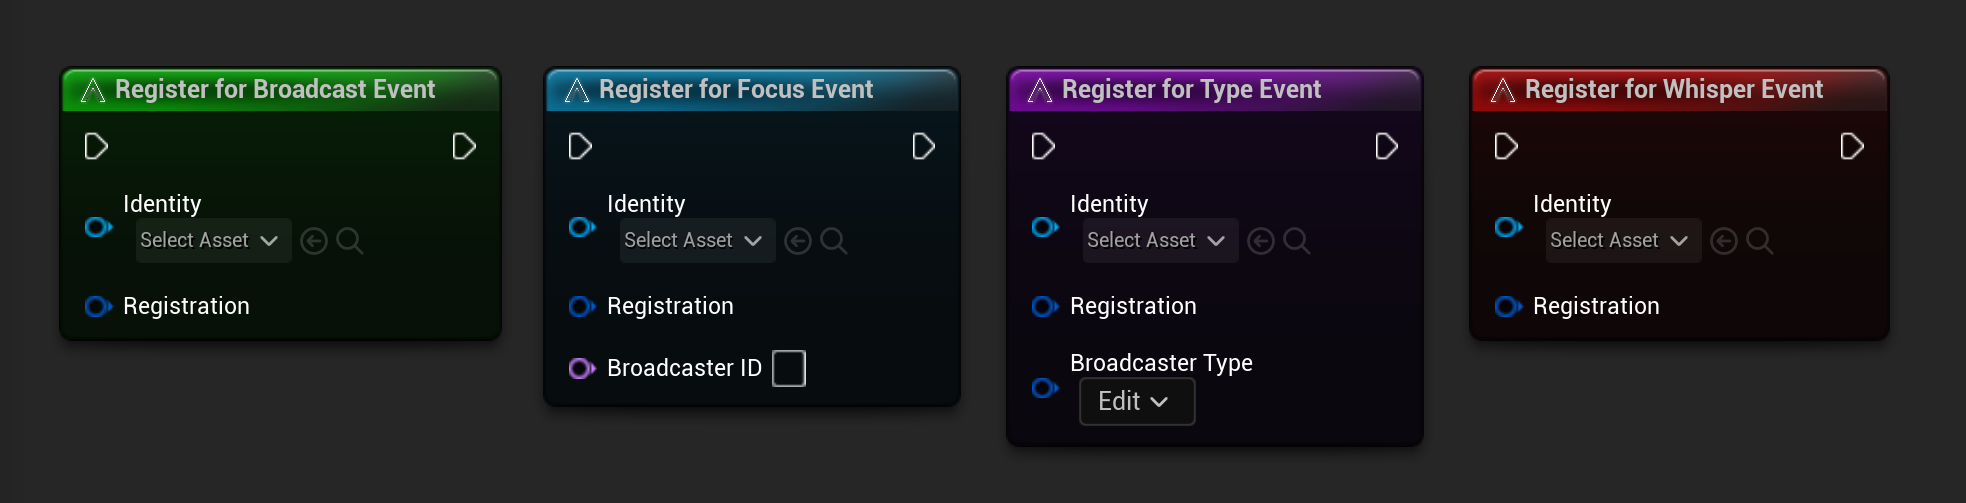 Register for Broadcast Event
Identity
Select Asset
Registration
Register for Focus Event
Identity
Select Asset
Registration
Broadcaster ID
Register for Type Event
Identity
Select Asset
Registration
Broadcaster Type
Edit
Register for Whisper Event
Identity
Select Asset
Registration